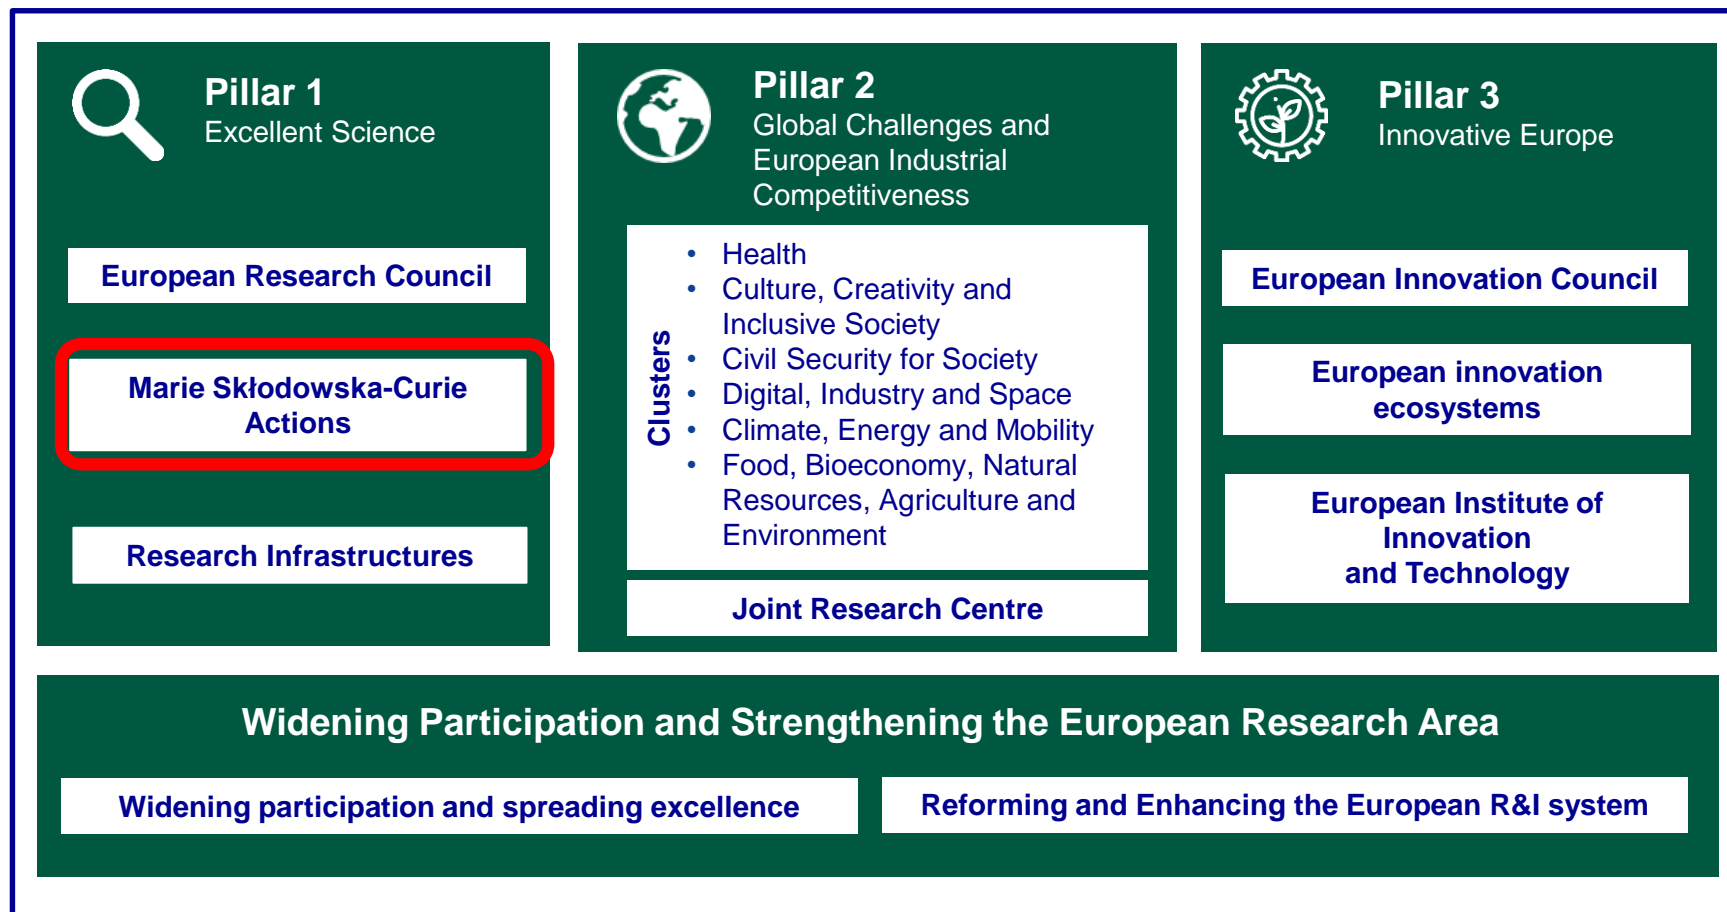 Pillar 1
Excellent Science
European Research Council
Marie Skłodowska-Curie
Actions
Research Infrastructures
Pillar 2
Global Challenges and
European Industrial
Competitiveness
Clusters
• Health
• Culture, Creativity and
Inclusive Society
• Civil Security for Society
• Digital, Industry and Space
• Climate, Energy and Mobility
• Food, Bioeconomy, Natural
Resources, Agriculture and
Environment
Joint Research Centre
Pillar 3
Innovative Europe
European Innovation Council
European innovation
ecosystems
European Institute of
Innovation
and Technology
Widening Participation and Strengthening the European Research Area
Widening participation and spreading excellence
Reforming and Enhancing the European R&I system